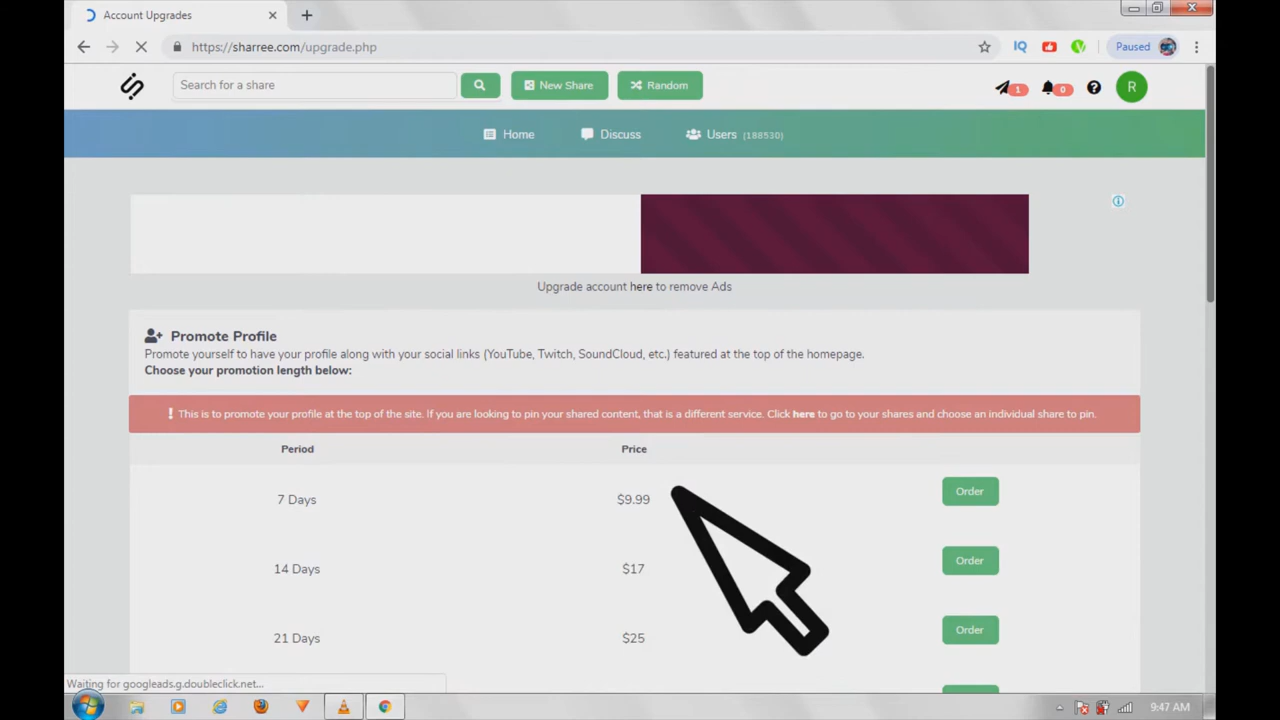 Account Upgrades
https://sharree.com/upgrade.php
IQ
Paused
Search for a share
New Share
Random
1
0
R
Home
Discuss
Users (188530)
Upgrade account here to remove Ads
Promote Profile
Promote yourself to have your profile along with your social links (YouTube, Twitch, SoundCloud, etc.) featured at the top of the homepage.
Choose your promotion length below:
! This is to promote your profile at the top of the site. If you are looking to pin your shared content, that is a different service. Click here to go to your shares and choose an individual share to pin.
Period Price
7 Days $9.99 Order
14 Days $17 Order
21 Days $25 Order
Waiting for googleads.g.doubleclick.net...
9:47 AM